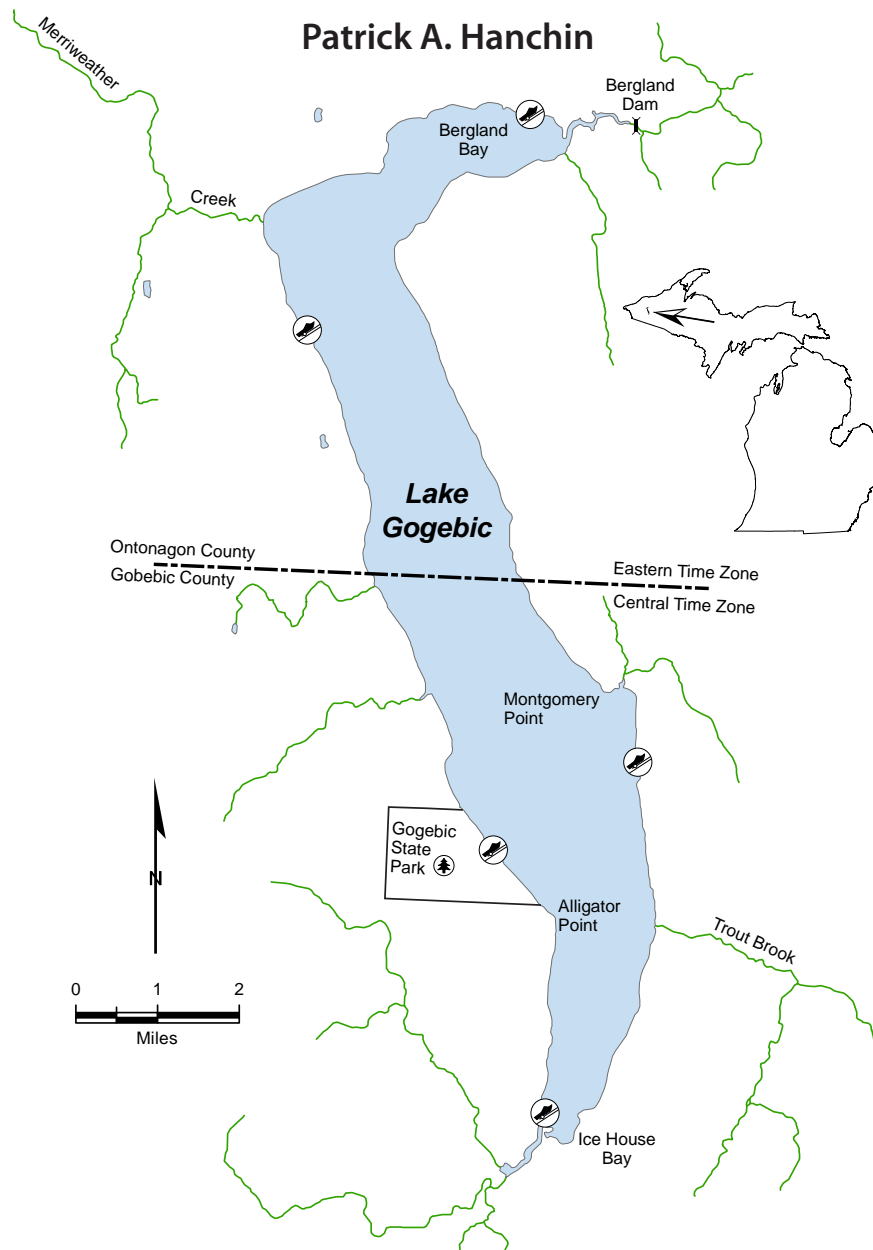 Patrick A. Hanchin
Merriweather
Creek
Bergland
Dam
Bergland
Bay
Lake
Gogebic
Ontonagon County
Gobebic County
Eastern Time Zone
Central Time Zone
Montgomery
Point
Gogebic
State
Park
Alligator
Point
Trout Brook
N
0 1 2
Miles
Ice House
Bay